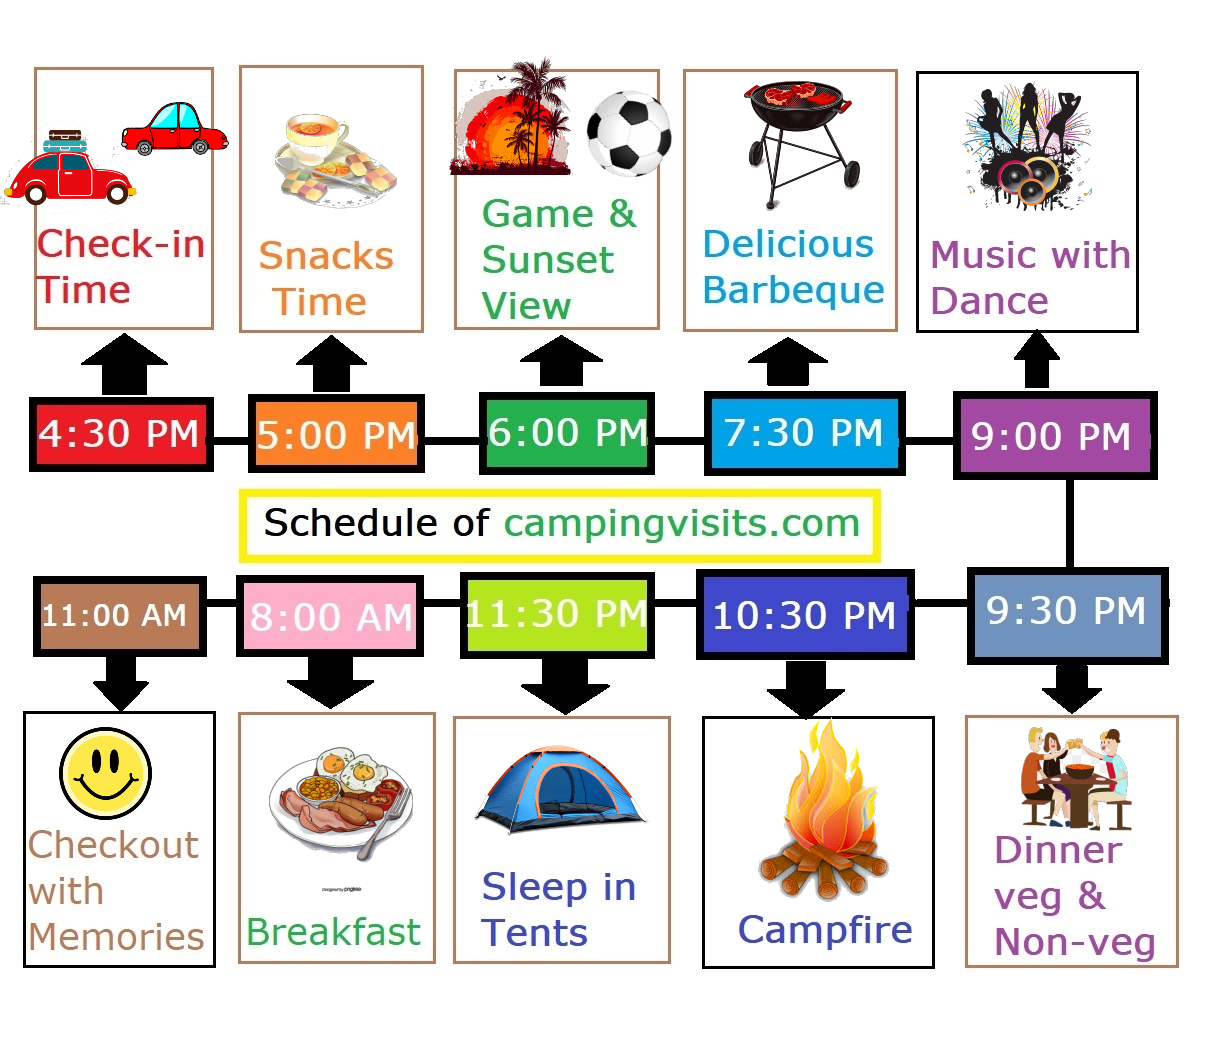 Check-in
Time
Snacks
Time
Game &
Sunset
View
Delicious
Barbeque
Music with
Dance
4:30 PM
5:00 PM
6:00 PM
7:30 PM
9:00 PM
Schedule of campingvisits.com
11:00 AM
8:00 AM
11:30 PM
10:30 PM
9:30 PM
Checkout
with
Memories
Designed by pngtree
Breakfast
Sleep in
Tents
Campfire
Dinner
veg &
Non-veg